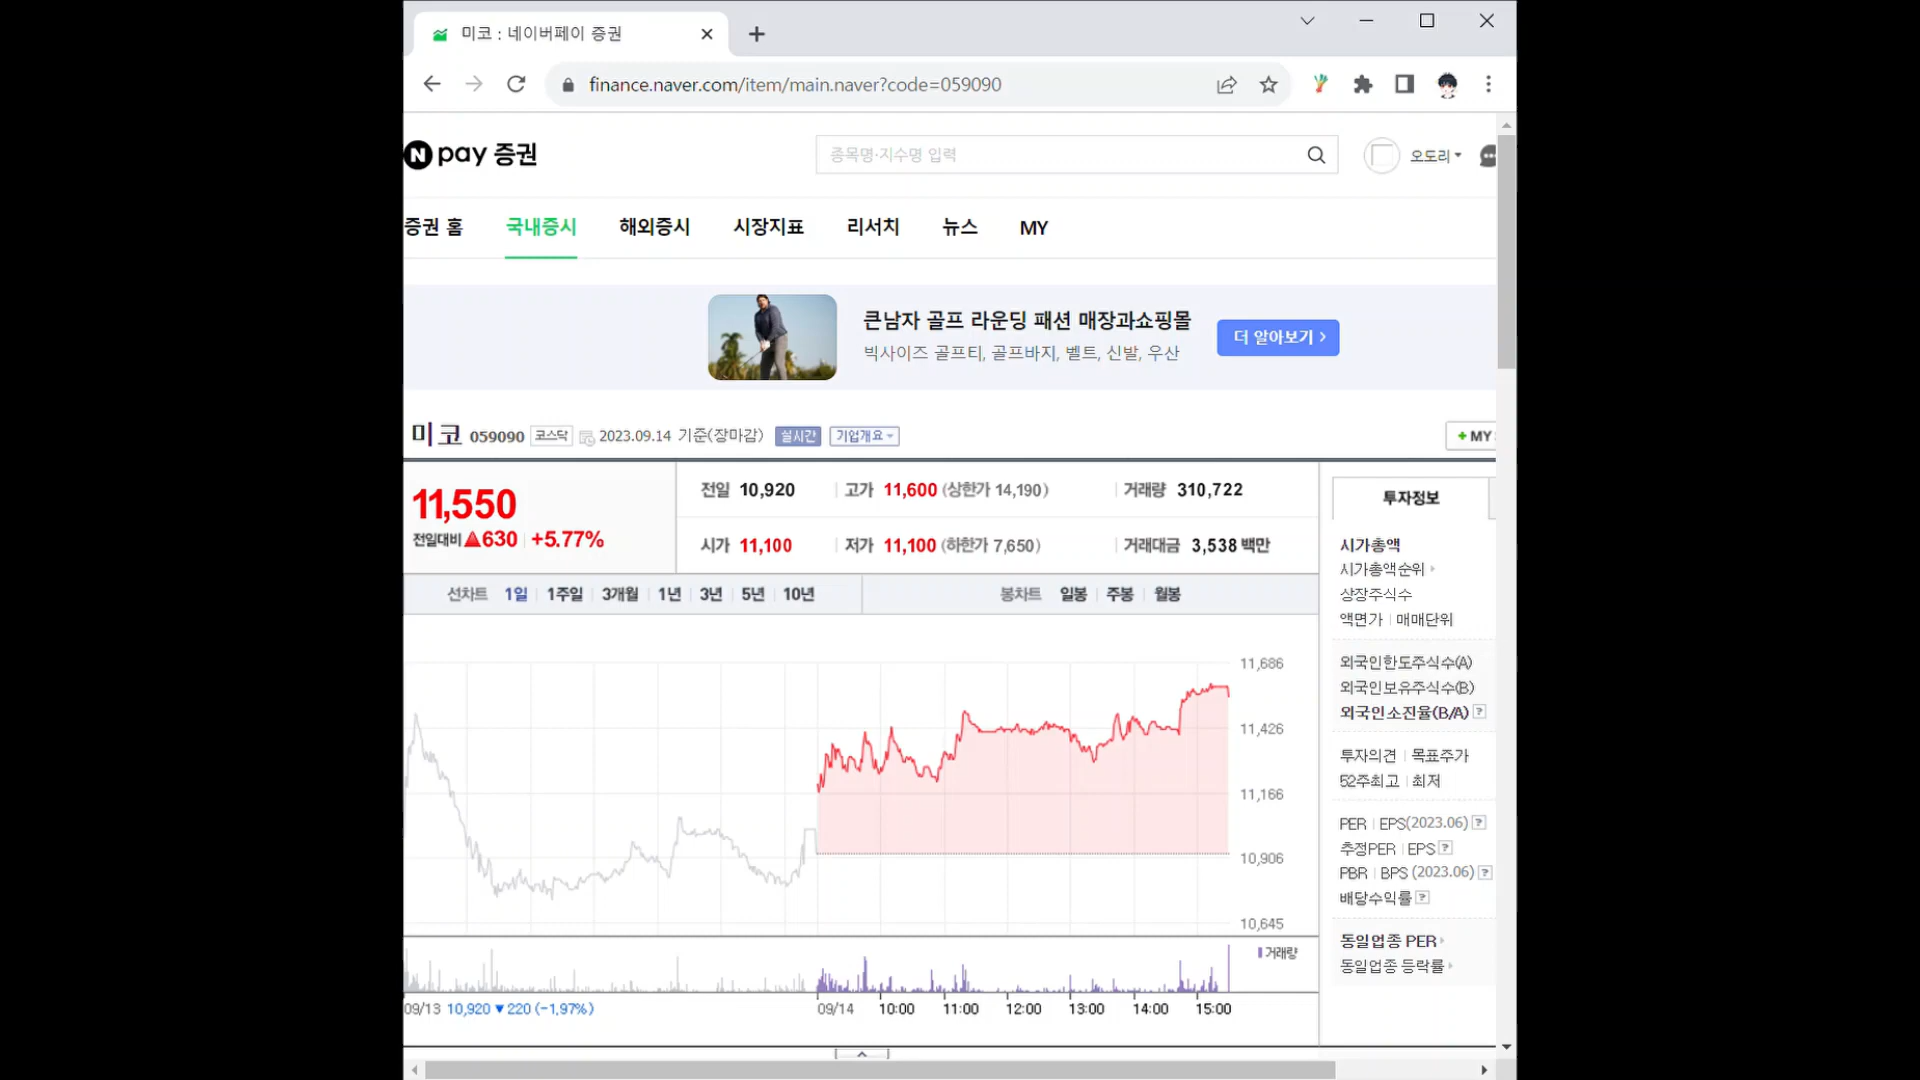 미코 : 네이버페이 증권
finance.naver.com/item/main.naver?code=059090
N pay 증권
종목명·지수명 입력
오도리
증권 홈 국내증시 해외증시 시장지표 리서치 뉴스 MY
큰남자 골프 라운딩 패션 매장과쇼핑몰
빅사이즈 골프티, 골프바지, 벨트, 신발, 우산
더 알아보기 >
미코 059090 코스닥 2023.09.14 기준(장마감) 실시간 기업개요
+ MY
11,550
전일대비 ▲630 +5.77%
전일 10,920 고가 11,600 (상한가 14,190) 거래량 310,722
시가 11,100 저가 11,100 (하한가 7,650) 거래대금 3,538 백만
선차트 1일 1주일 3개월 1년 3년 5년 10년 봉차트 일봉 주봉 월봉
11,686
11,426
11,166
10,906
10,645
거래량
09/14 10:00 11:00 12:00 13:00 14:00 15:00
09/13 10,920 ▼ 220 (-1,97%)
투자정보
시가총액
시가총액순위
상장주식수
액면가 매매단위
외국인한도주식수(A)
외국인보유주식수(B)
외국인소진율(B/A) ?
투자의견 목표주가
52주최고 최저
PER EPS(2023.06) ?
추정PER EPS ?
PBR BPS (2023.06) ?
배당수익률 ?
동일업종 PER
동일업종 등락률